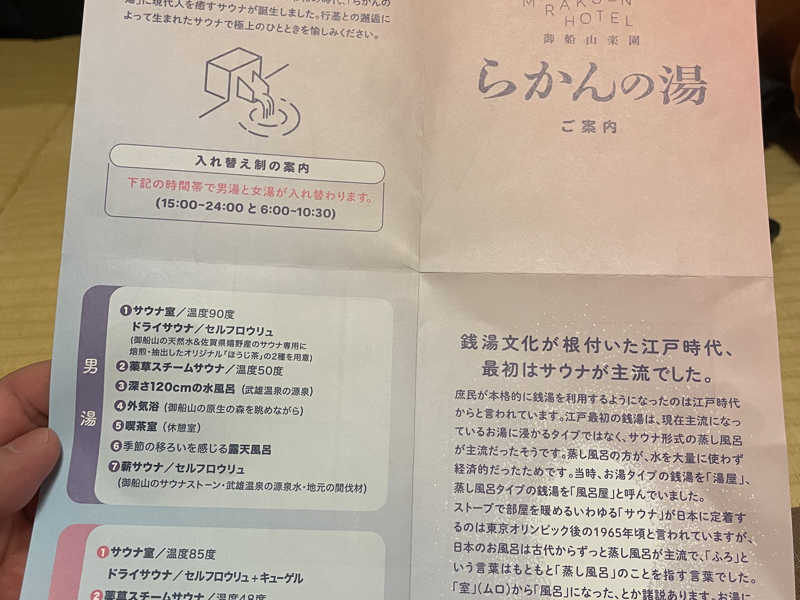 湯」に現代人を癒すサウナが誕生しました。行基との邂逅に
よって生まれたサウナで極上のひとときを愉しみください。
入れ替え制の案内
下記の時間帯で男湯と女湯が入れ替わります。
(15:00-24:00 と 6:00-10:30)
男湯
❶サウナ室／温度90度
ドライサウナ／セルフロウリュ
(御船山の天然水&佐賀県嬉野産のサウナ専用に
焙煎・抽出したオリジナル「ほうじ茶」の2種を用意)
❷薬草スチームサウナ／温度50度
❸深さ120cmの水風呂 (武雄温泉の源泉)
❹外気浴 (御船山の原生の森を眺めながら)
❺喫茶室 (休憩室)
❻季節の移ろいを感じる露天風呂
❼薪サウナ／セルフロウリュ
(御船山のサウナストーン・武雄温泉の源泉水・地元の間伐材)
❶サウナ室／温度85度
ドライサウナ／セルフロウリュ+キューゲル
❷薬草スチームサウナ／温度48度
MIRAKUEN
HOTEL
御船山楽園
らかんの湯
ご案内
銭湯文化が根付いた江戸時代、
最初はサウナが主流でした。
庶民が本格的に銭湯を利用するようになったのは江戸時代
からと言われています。江戸最初の銭湯は、現在主流になっ
ているお湯に浸かるタイプではなく、サウナ形式の蒸し風呂
が主流だったそうです。蒸し風呂の方が、水を大量に使わず
経済的だったためです。当時、お湯タイプの銭湯を「湯屋」、
蒸し風呂タイプの銭湯を「風呂屋」と呼んでいました。
ストーブで部屋を暖めるいわゆる「サウナ」が日本に定着す
るのは東京オリンピック後の1965年頃と言われていますが、
日本のお風呂は古代からずっと蒸し風呂が主流で、「ふろ」と
いう言葉はもともと「蒸し風呂」のことを指す言葉でした。
「室」(ムロ)から「風呂」になった、とか諸説あります。お湯に